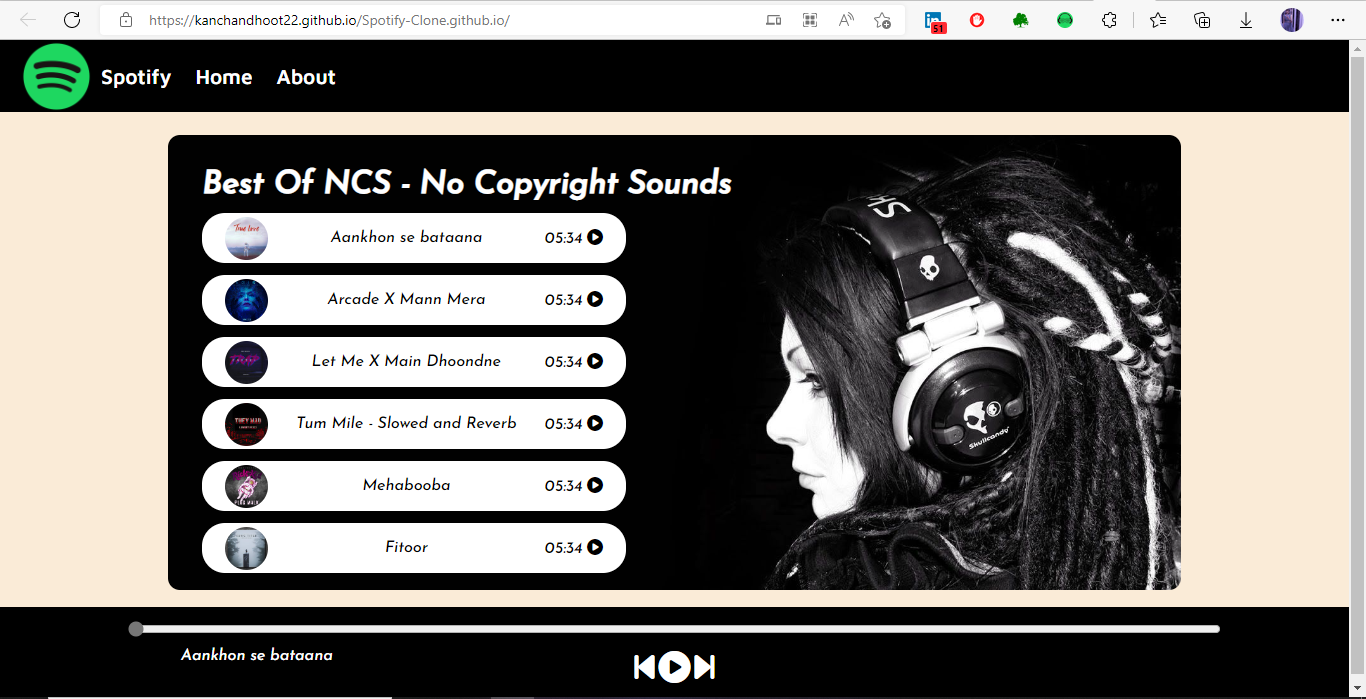 https://kanchandhoot22.github.io/Spotify-Clone.github.io/
51
Spotify Home About
Best Of NCS - No Copyright Sounds
True love
Aankhon se bataana 05:34
Arcade X Mann Mera 05:34
Let Me X Main Dhoondne 05:34
Tum Mile - Slowed and Reverb 05:34
Mehabooba 05:34
Fitoor 05:34
Skullcandy
Aankhon se bataana